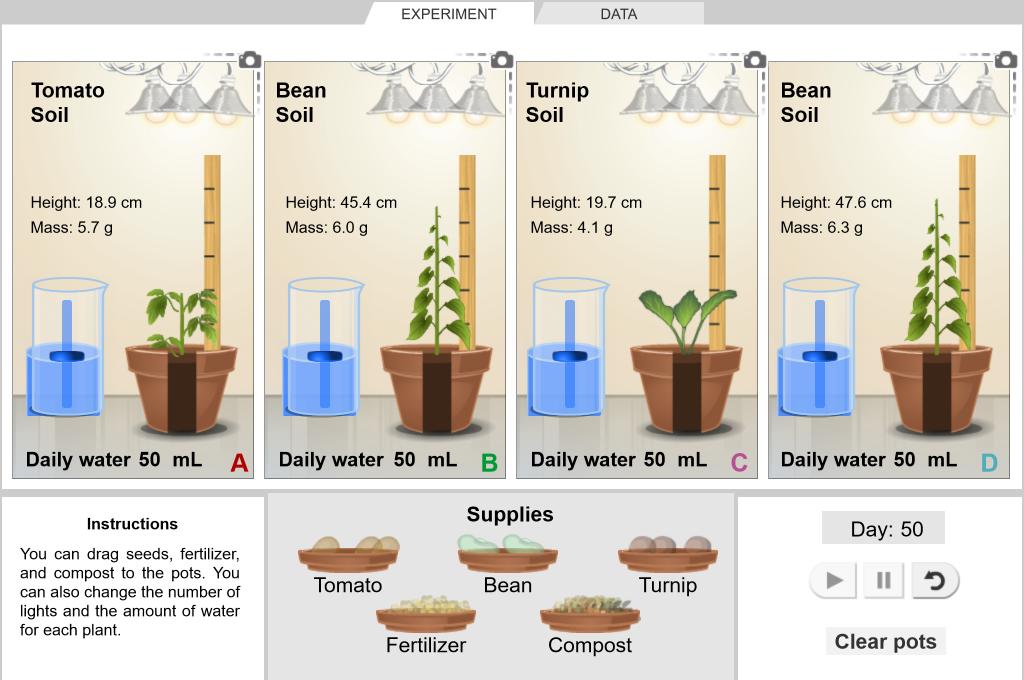 EXPERIMENT
DATA
Tomato
Soil
Height: 18.9 cm
Mass: 5.7 g
Daily water 50 mL
A
Bean
Soil
Height: 45.4 cm
Mass: 6.0 g
Daily water 50 mL
B
Turnip
Soil
Height: 19.7 cm
Mass: 4.1 g
Daily water 50 mL
C
Bean
Soil
Height: 47.6 cm
Mass: 6.3 g
Daily water 50 mL
D
Instructions
You can drag seeds, fertilizer,
and compost to the pots. You
can also change the number of
lights and the amount of water
for each plant.
Supplies
Tomato
Bean
Turnip
Fertilizer
Compost
Day: 50
Clear pots